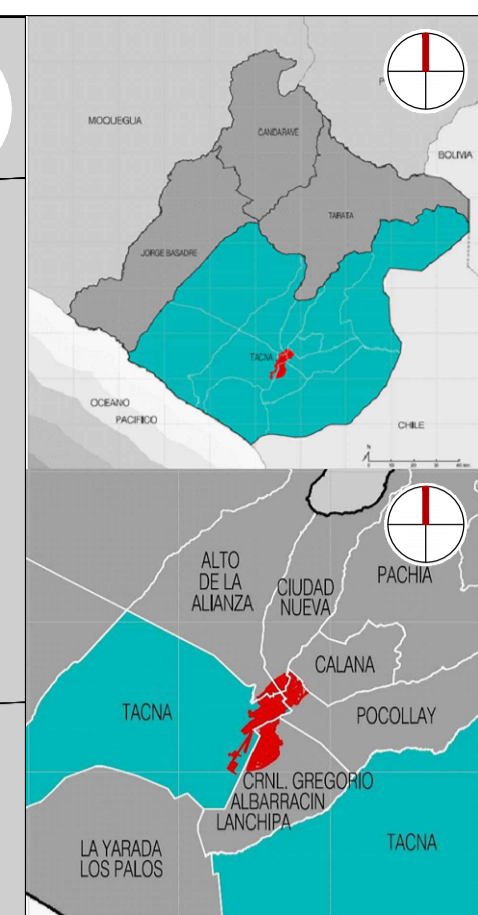 MOQUEGUA
CANDARAVE
BOLIVIA
TARATA
JORGE BASADRE
TACNA
OCEANO
PACIFICO
CHILE
N
ALTO
DE LA
ALIANZA
CIUDAD
NUEVA
PACHIA
CALANA
TACNA
POCOLLAY
CRNL. GREGORIO
ALBARRACIN
LANCHIPA
TACNA
LA YARADA
LOS PALOS